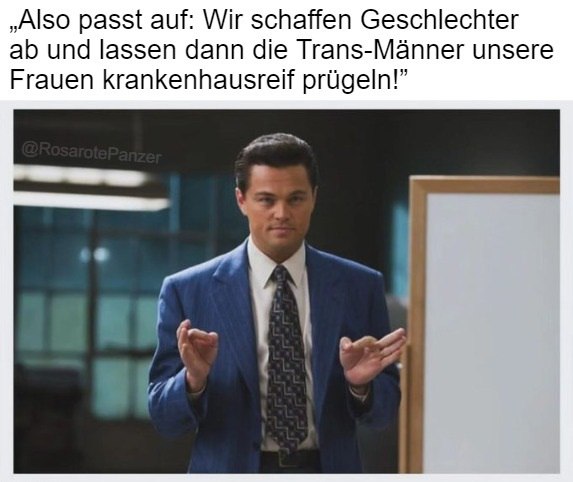 „Also passt auf: Wir schaffen Geschlechter
ab und lassen dann die Trans-Männer unsere
Frauen krankenhausreif prügeln!”
@RosarotePanzer